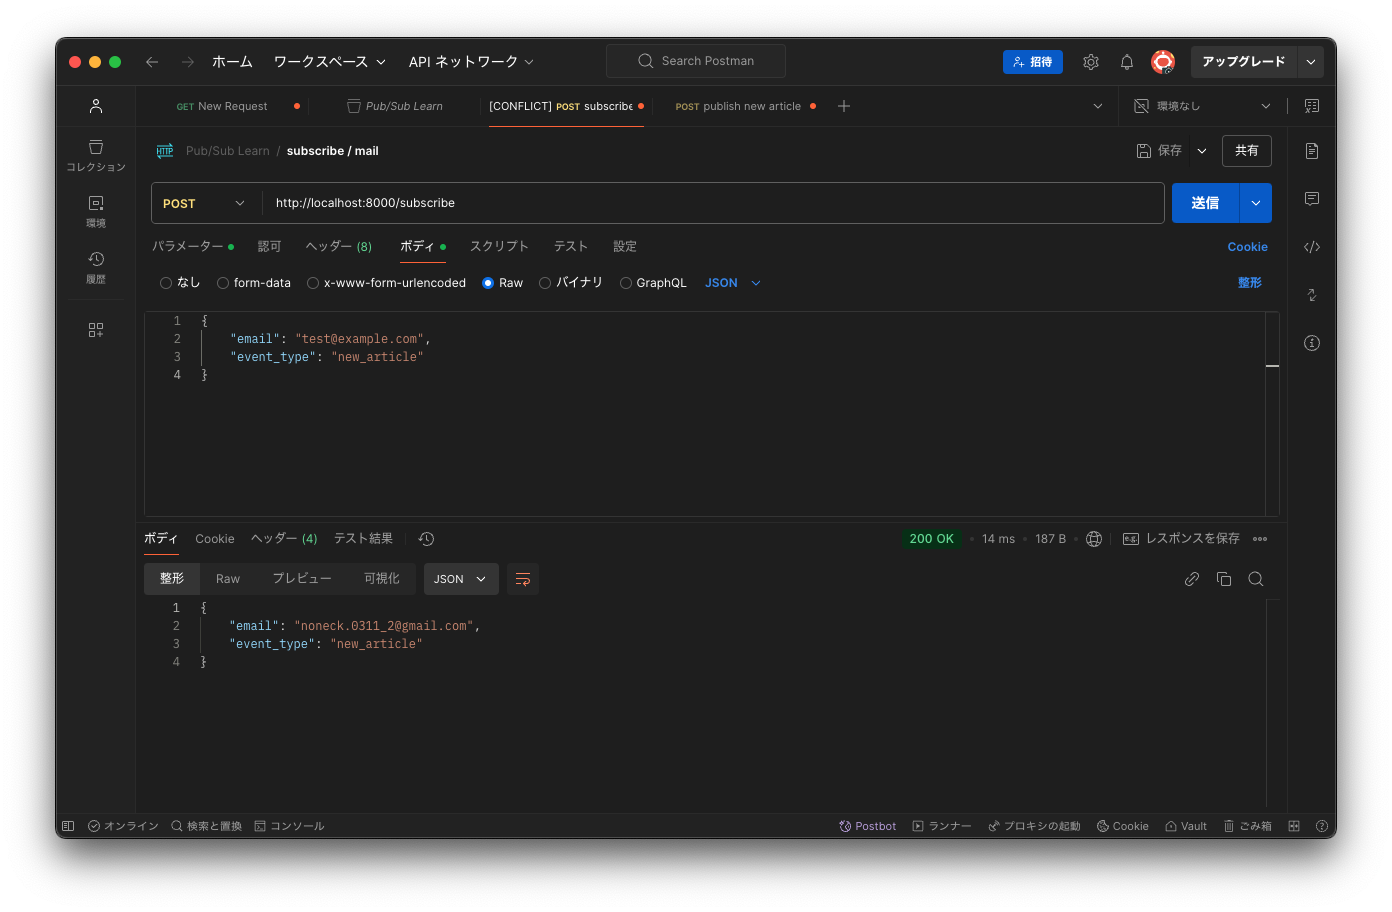 ホーム ワークスペース API ネットワーク Search Postman 招待 アップグレード
GET New Request Pub/Sub Learn [CONFLICT] POST subscribe POST publish new article 環境なし
HTTP Pub/Sub Learn / subscribe / mail 保存 共有
コレクション
環境
履歴
POST http://localhost:8000/subscribe 送信
パラメーター 認可 ヘッダー (8) ボディ スクリプト テスト 設定 Cookie
なし form-data x-www-form-urlencoded Raw バイナリ GraphQL JSON 整形
1 {
2 "email": "test@example.com",
3 "event_type": "new_article"
4 }
ボディ Cookie ヘッダー (4) テスト結果 200 OK 14 ms 187 B e.g. レスポンスを保存
整形 Raw プレビュー 可視化 JSON
1 {
2 "email": "noneck.0311_2@gmail.com",
3 "event_type": "new_article"
4 }
オンライン 検索と置換 コンソール Postbot ランナー プロキシの起動 Cookie Vault ごみ箱